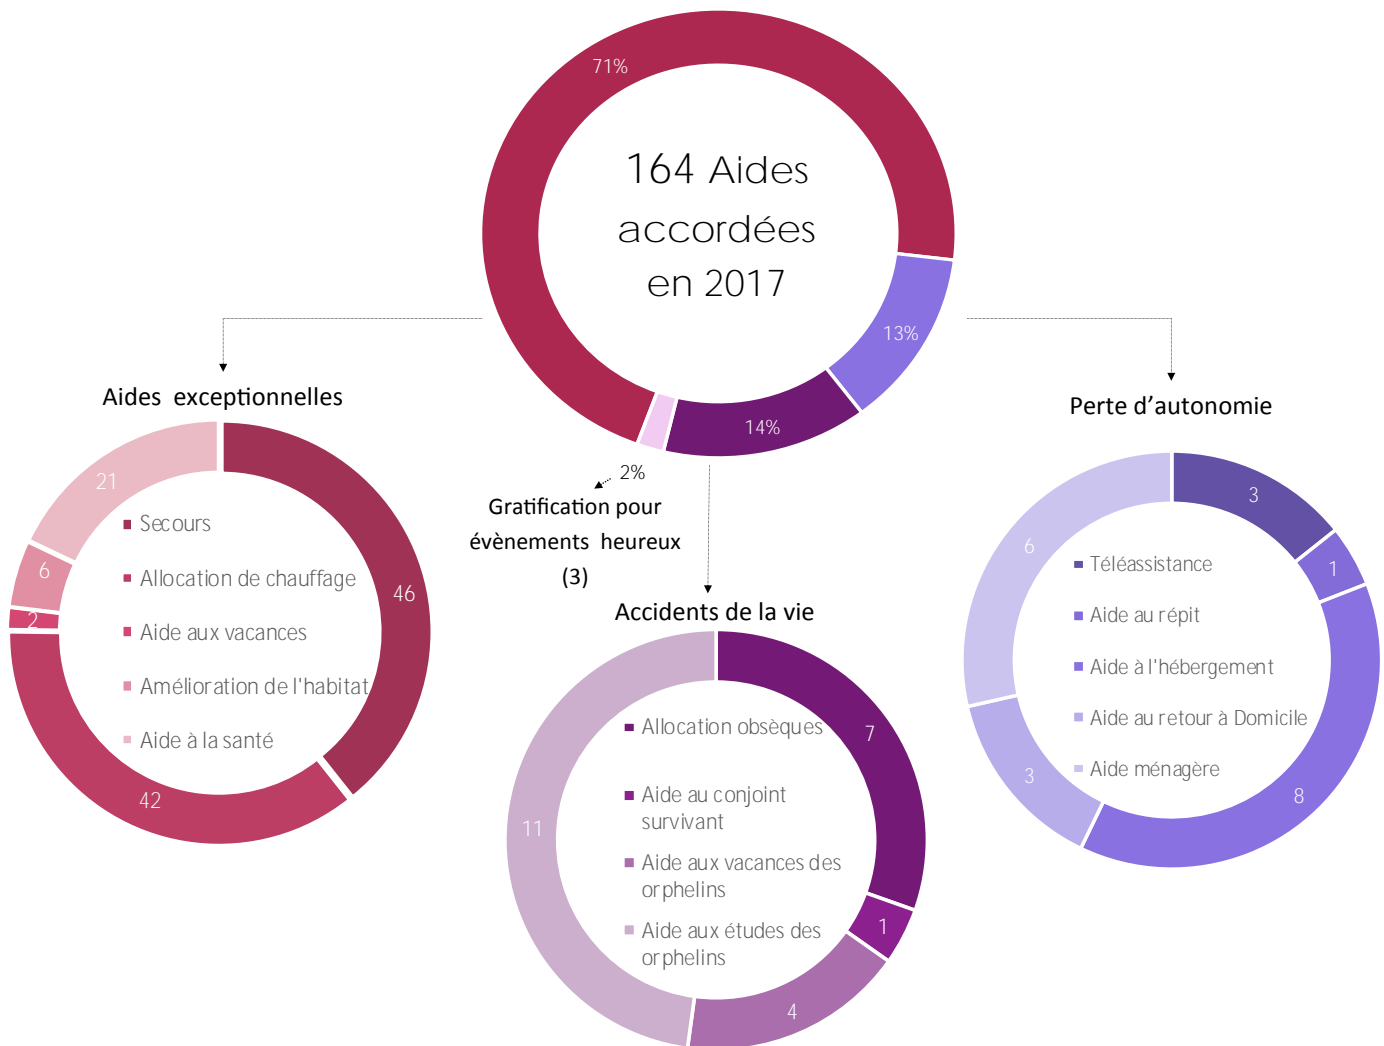 71%
164 Aides
accordées
en 2017
13%
14%
2%
Gratification pour
évènements heureux
(3)
Aides exceptionnelles
21
6
2
42
46
Secours
Allocation de chauffage
Aide aux vacances
Amélioration de l'habitat
Aide à la santé
Accidents de la vie
7
1
4
11
Allocation obsèques
Aide au conjoint
survivant
Aide aux vacances des
orphelins
Aide aux études des
orphelins
Perte d’autonomie
3
1
8
3
6
Téléassistance
Aide au répit
Aide à l'hébergement
Aide au retour à Domicile
Aide ménagère